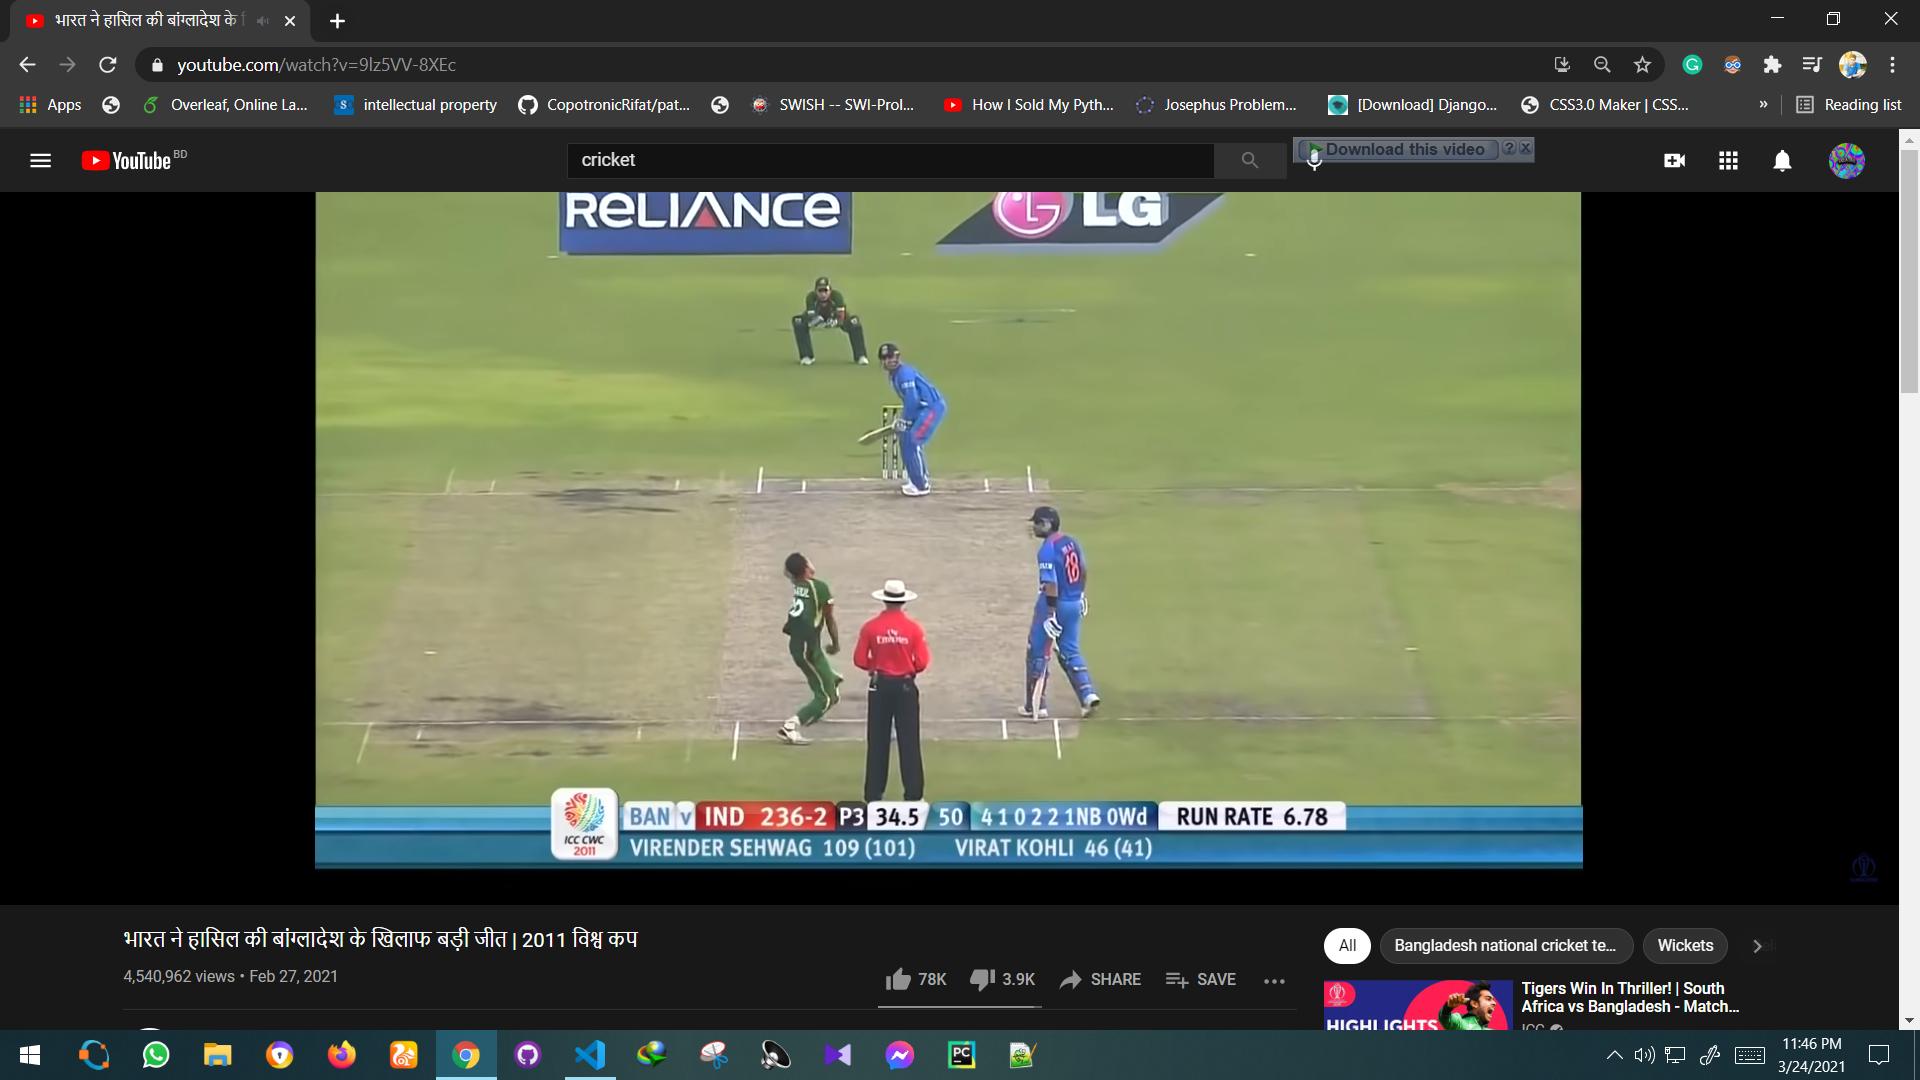 भारत ने हासिल की बांग्लादेश के
youtube.com/watch?v=9lz5VV-8XEc
Apps
Overleaf, Online La...
intellectual property
CopotronicRifat/pat...
SWISH -- SWI-Prol...
How I Sold My Pyth...
Josephus Problem...
[Download] Django...
CSS3.0 Maker | CSS...
»
Reading list
YouTube BD
cricket
Download this video ?
RELIANCE
LG
18
Fly Emirates
ICC CWC 2011
BAN v IND 236-2 P3 34.5 50 4 1 0 2 2 1NB 0Wd RUN RATE 6.78
VIRENDER SEHWAG 109 (101) VIRAT KOHLI 46 (41)
भारत ने हासिल की बांग्लादेश के खिलाफ बड़ी जीत | 2011 विश्व कप
4,540,962 views • Feb 27, 2021
78K
3.9K
SHARE
SAVE
All
Bangladesh national cricket te...
Wickets
HIGHLIGHTS
Tigers Win In Thriller! | South
Africa vs Bangladesh - Match...
ICC
PC
11:46 PM
3/24/2021